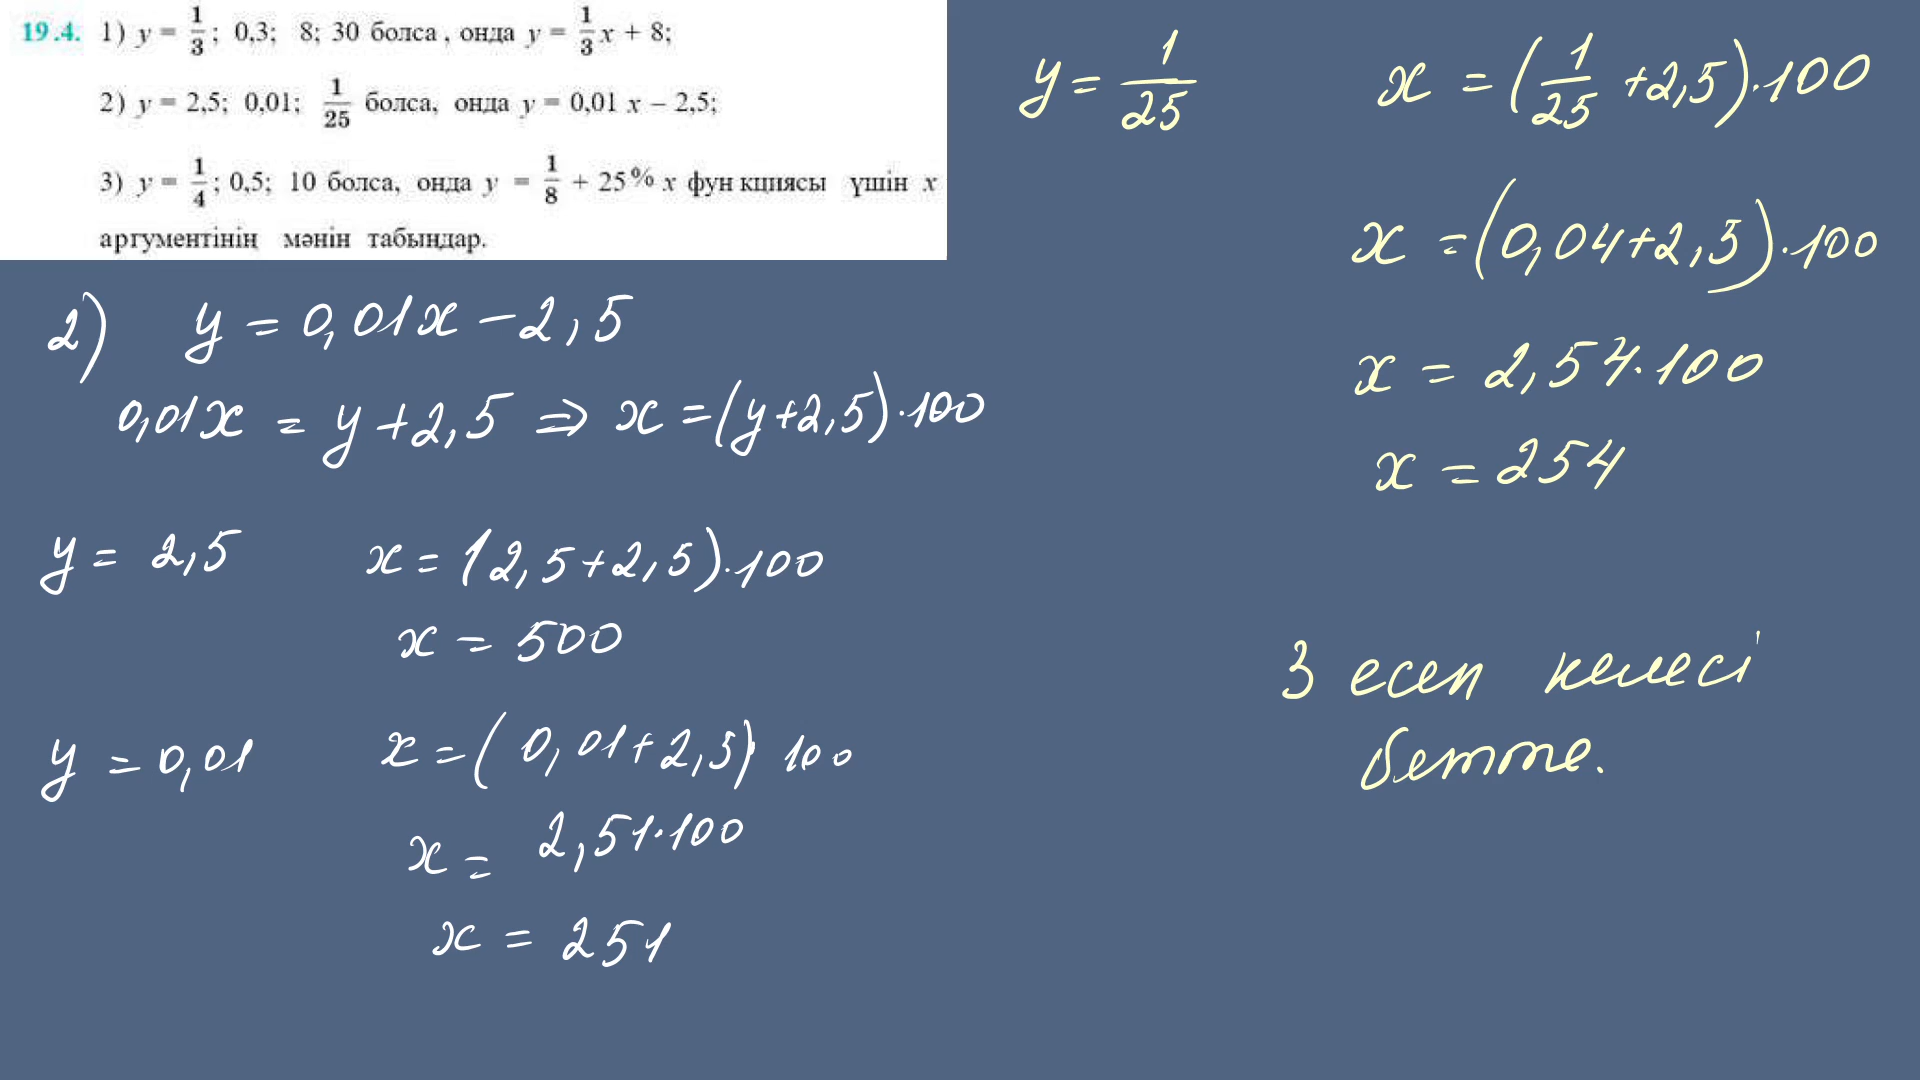 19.4. 1) y = 1/3; 0,3; 8; 30 болса, онда y = 1/3 x + 8;
2) y = 2,5; 0,01; 1/25 болса, онда y = 0,01 x – 2,5;
3) y = 1/4; 0,5; 10 болса, онда y = 1/8 + 25% x функциясы үшін x
аргументінің мәнін табыңдар.
2) y = 0,01x – 2,5
0,01x = y + 2,5 ⇒ x = (y+2,5)·100
y = 2,5 x = (2,5+2,5)·100
x = 500
y = 0,01 x = (0,01+2,5) 100
x = 2,51·100
x = 251
y = 1/25 x = (1/25 + 2,5)·100
x = (0,04+2,5)·100
x = 2,54·100
x = 254
3 есеп келесі
бетте.